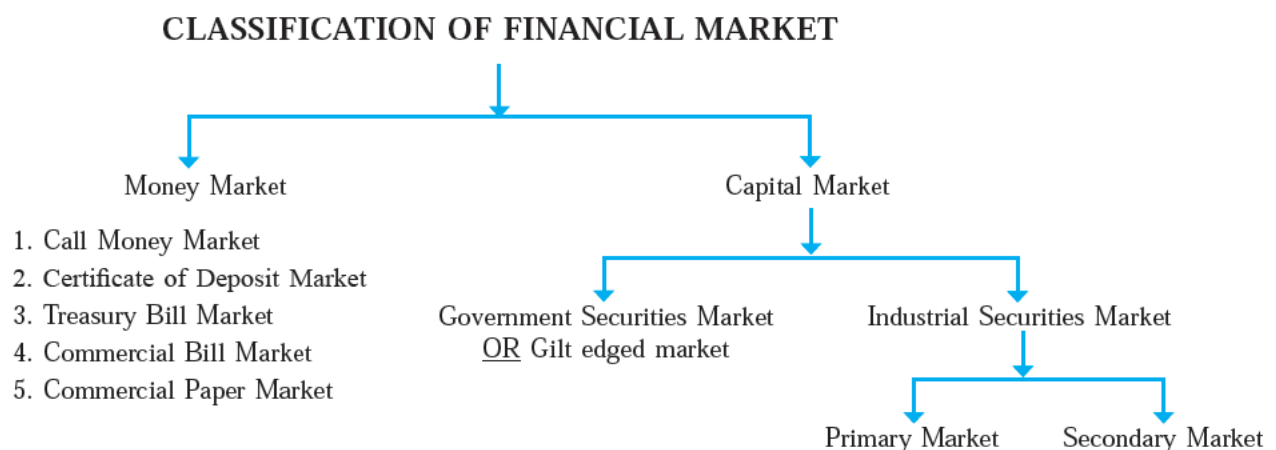 CLASSIFICATION OF FINANCIAL MARKET
Money Market
Capital Market
1. Call Money Market
2. Certificate of Deposit Market
3. Treasury Bill Market
4. Commercial Bill Market
5. Commercial Paper Market
Government Securities Market
OR Gilt edged market
Industrial Securities Market
Primary Market
Secondary Market